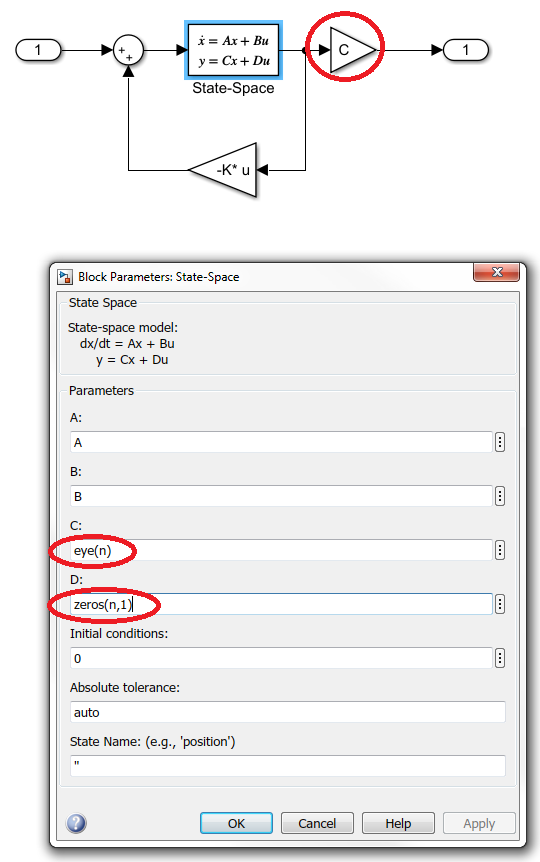 1
+
+
ẋ = Ax + Bu
y = Cx + Du
State-Space
C
1
-K* u
Block Parameters: State-Space
State Space
State-space model:
dx/dt = Ax + Bu
y = Cx + Du
Parameters
A:
A
B:
B
C:
eye(n)
D:
zeros(n,1)
Initial conditions:
0
Absolute tolerance:
auto
State Name: (e.g., 'position')
''
? OK Cancel Help Apply